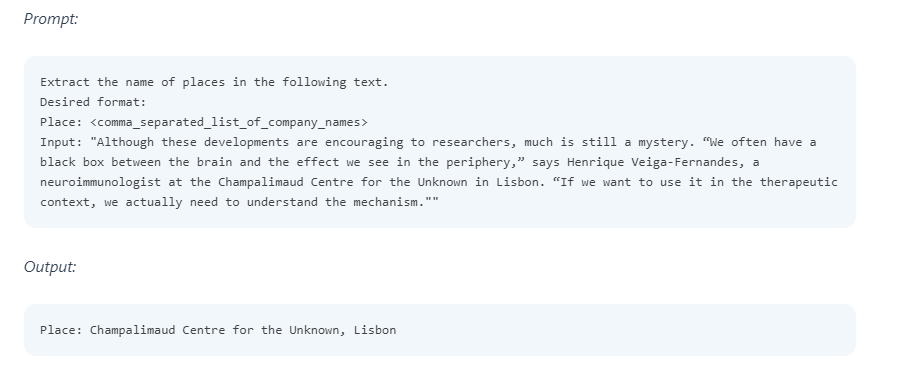 Prompt:
Extract the name of places in the following text.
Desired format:
Place: <comma_separated_list_of_company_names>
Input: "Although these developments are encouraging to researchers, much is still a mystery. “We often have a
black box between the brain and the effect we see in the periphery,” says Henrique Veiga-Fernandes, a
neuroimmunologist at the Champalimaud Centre for the Unknown in Lisbon. “If we want to use it in the therapeutic
context, we actually need to understand the mechanism.""
Output:
Place: Champalimaud Centre for the Unknown, Lisbon